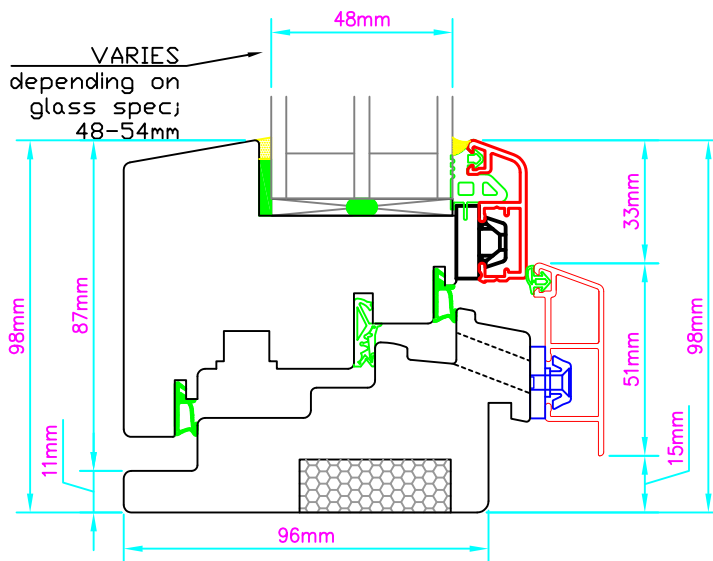 48mm
VARIES
depending on
glass spec;
48-54mm
33mm
87mm
98mm
98mm
51mm
11mm
15mm
96mm